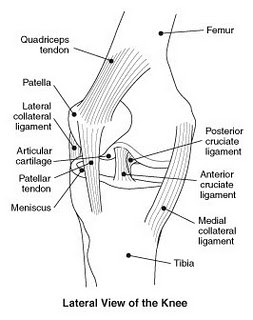 Quadriceps
tendon
Femur
Patella
Lateral
collateral
ligament
Posterior
cruciate
ligament
Articular
cartilage
Patellar
tendon
Anterior
cruciate
ligament
Meniscus
Medial
collateral
ligament
Tibia
Lateral View of the Knee